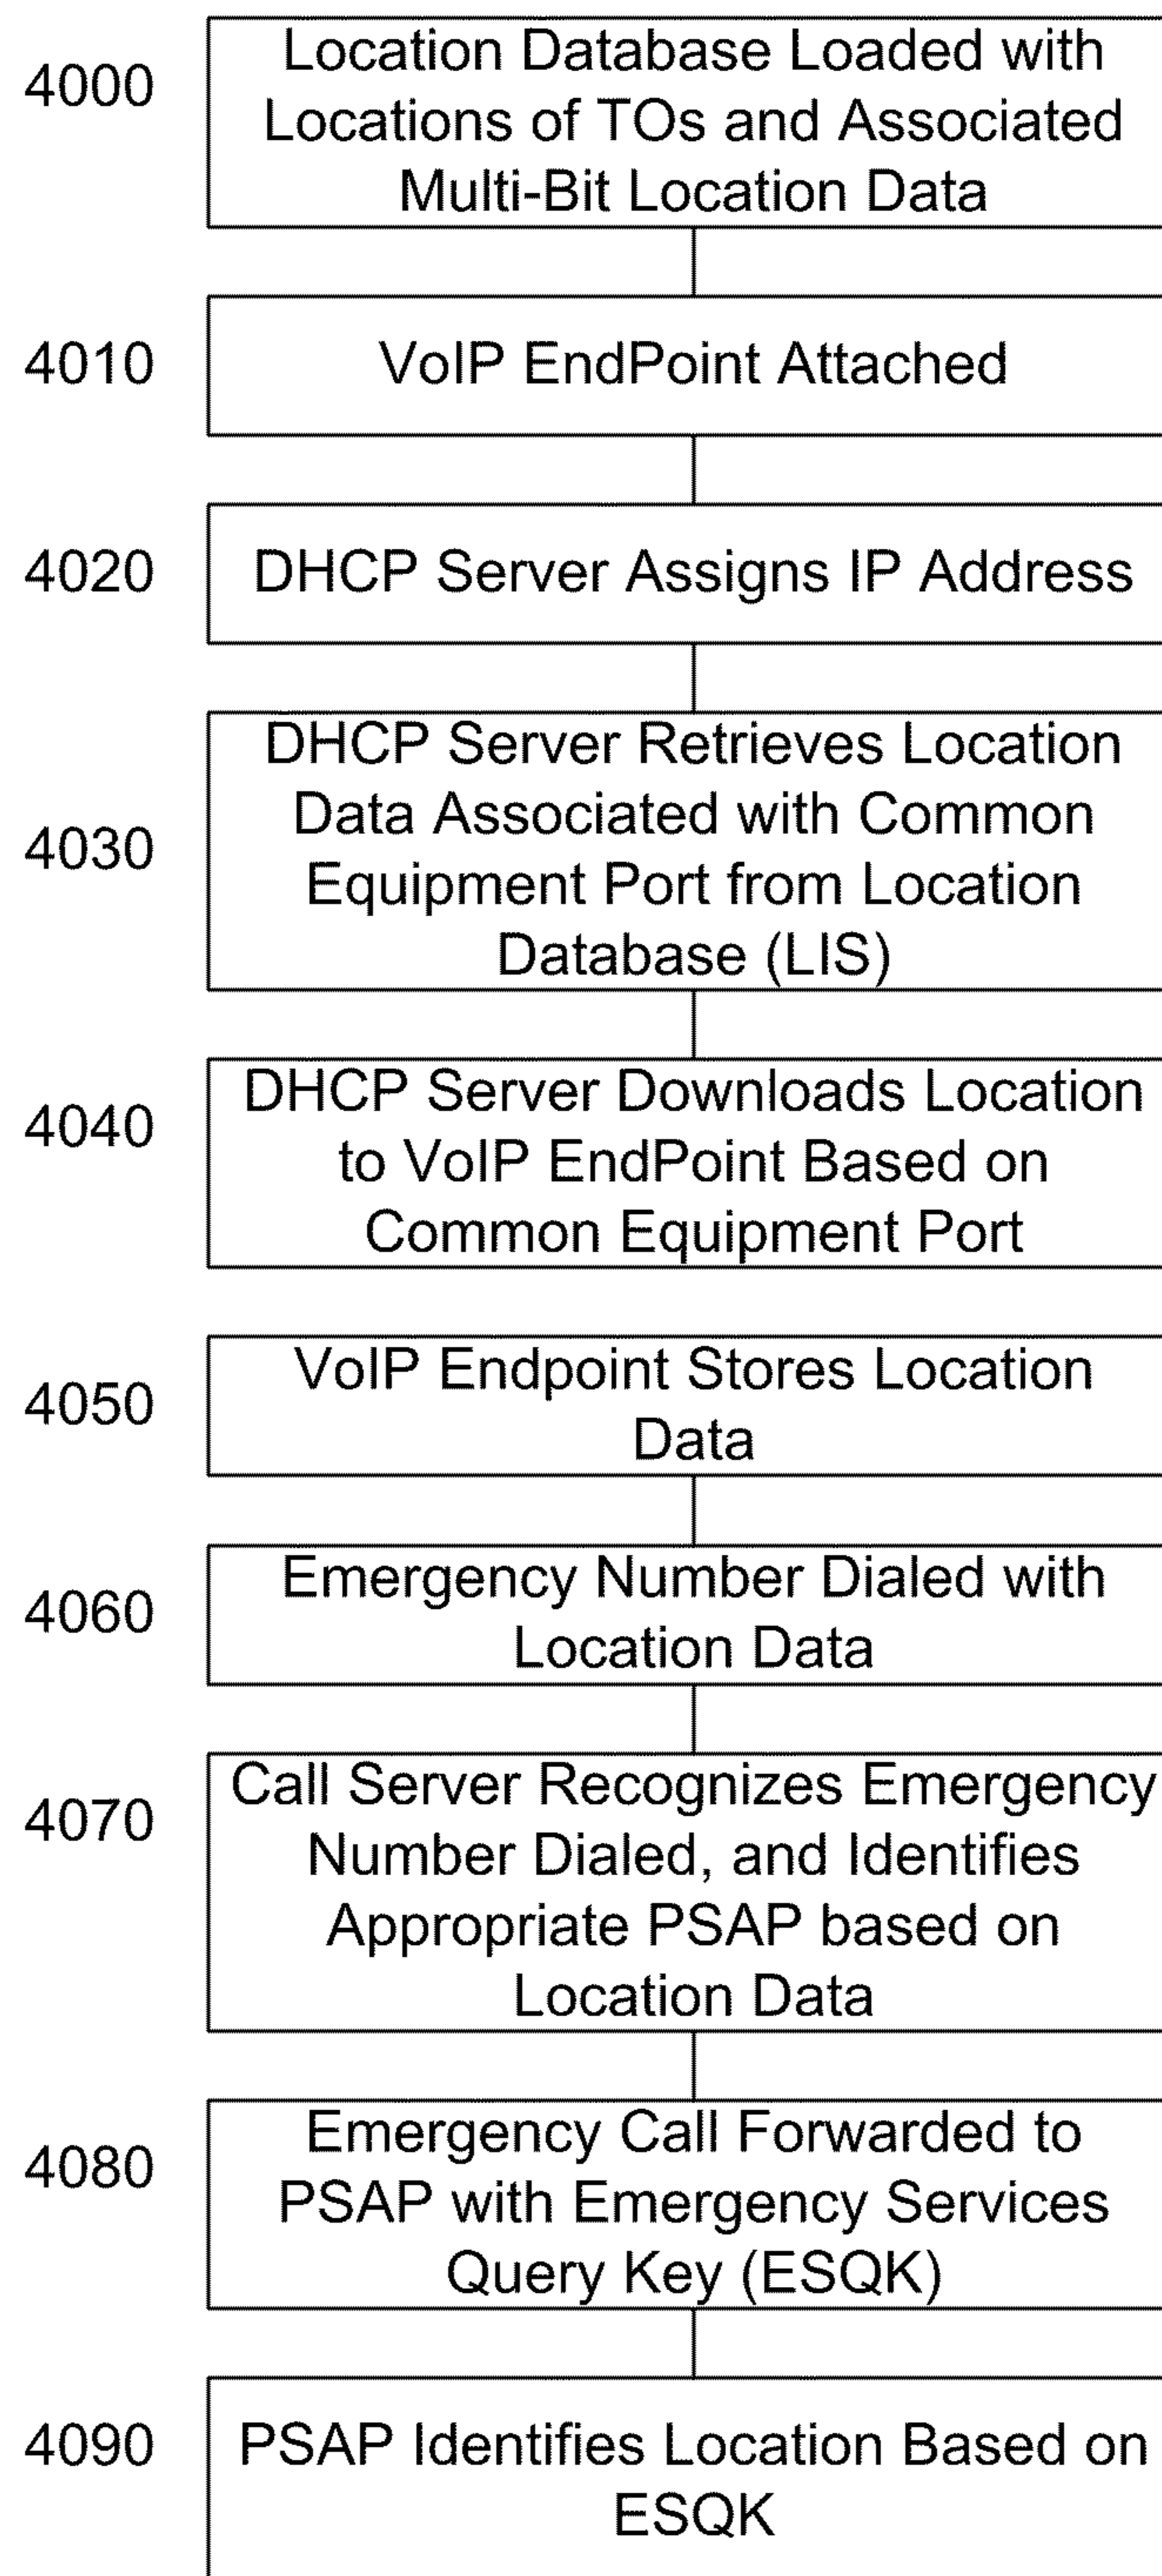 4000
Location Database Loaded with
Locations of TOs and Associated
Multi-Bit Location Data
4010
VoIP EndPoint Attached
4020
DHCP Server Assigns IP Address
4030
DHCP Server Retrieves Location
Data Associated with Common
Equipment Port from Location
Database (LIS)
4040
DHCP Server Downloads Location
to VoIP EndPoint Based on
Common Equipment Port
4050
VoIP Endpoint Stores Location
Data
4060
Emergency Number Dialed with
Location Data
4070
Call Server Recognizes Emergency
Number Dialed, and Identifies
Appropriate PSAP based on
Location Data
4080
Emergency Call Forwarded to
PSAP with Emergency Services
Query Key (ESQK)
4090
PSAP Identifies Location Based on
ESQK